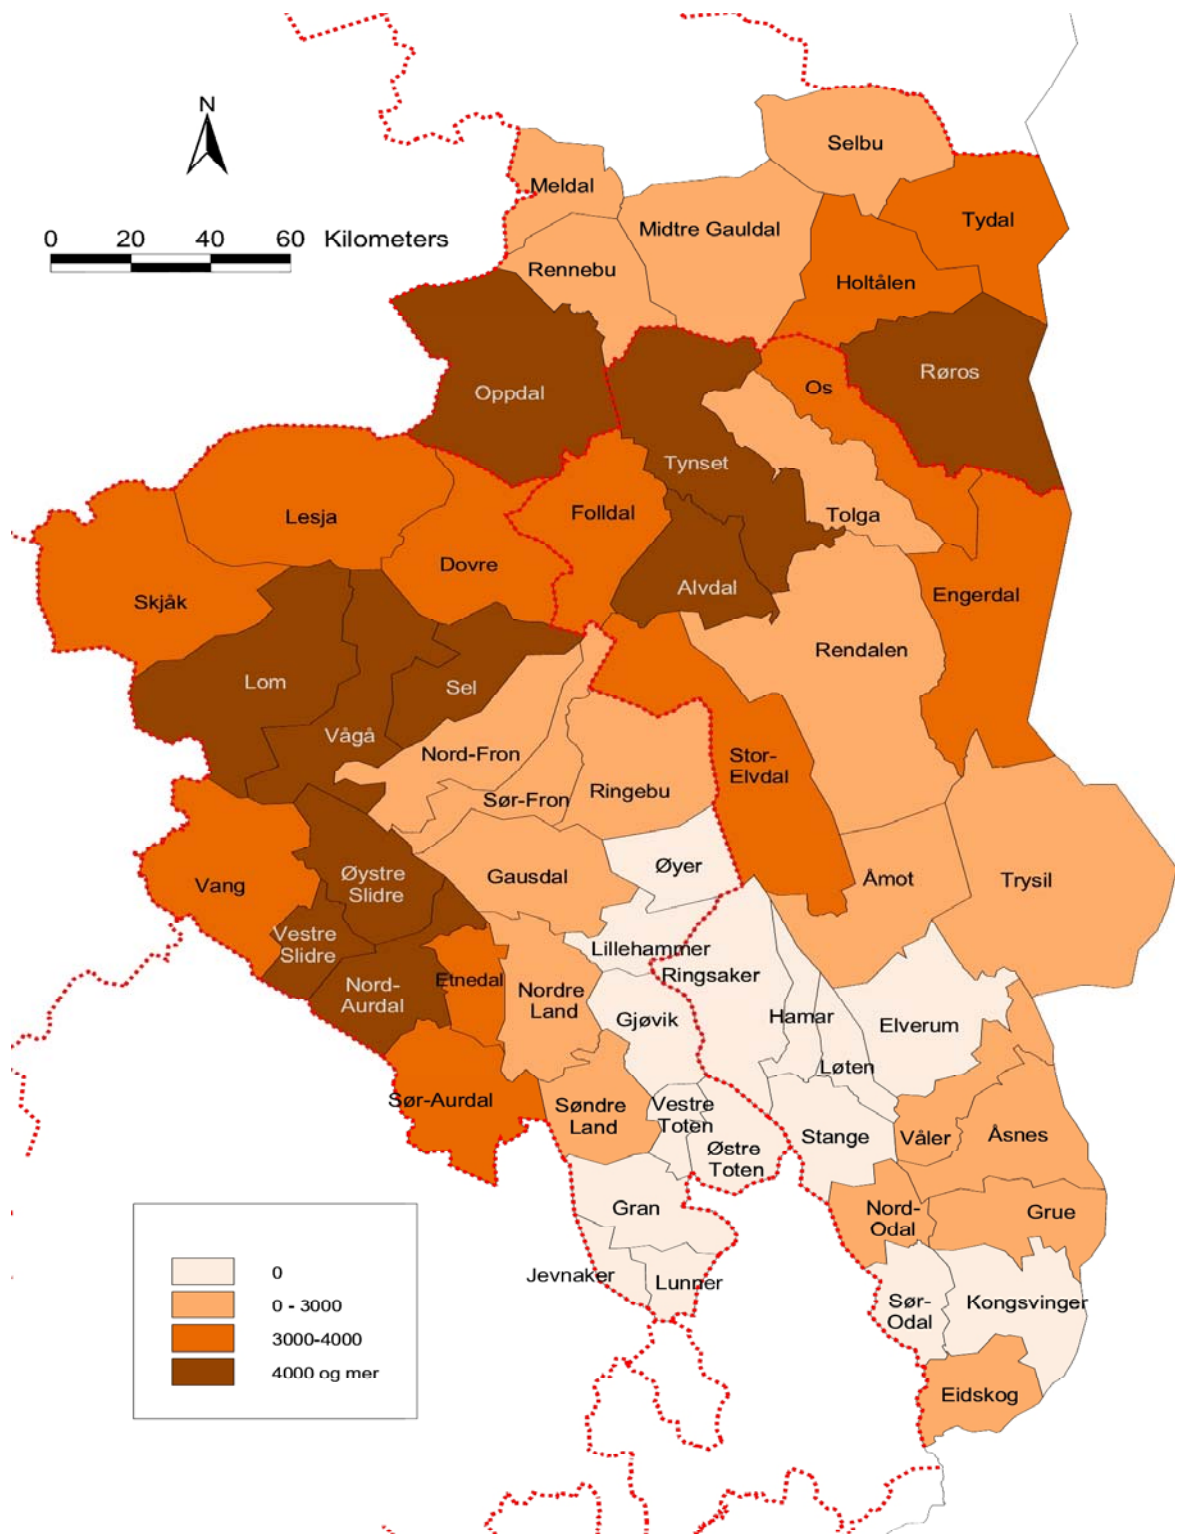 N
0 20 40 60 Kilometers
Selbu
Meldal
Midtre Gauldal
Tydal
Rennebu
Holtålen
Røros
Oppdal
Os
Tynset
Tolga
Folldal
Lesja
Dovre
Alvdal
Engerdal
Skjåk
Rendalen
Lom
Sel
Vågå
Nord-Fron
Stor-
Elvdal
Sør-Fron
Ringebu
Øyer
Øystre
Slidre
Gausdal
Vang
Åmot
Trysil
Vestre
Slidre
Lillehammer
Ringsaker
Nord-
Aurdal
Etnedal
Nordre
Land
Gjøvik
Hamar
Elverum
Løten
Sør-Aurdal
Søndre
Land
Vestre
Toten
Østre
Toten
Stange
Våler
Åsnes
Gran
Nord-
Odal
Grue
Jevnaker
Lunner
Sør-
Odal
Kongsvinger
Eidskog
0
0 - 3000
3000-4000
4000 og mer